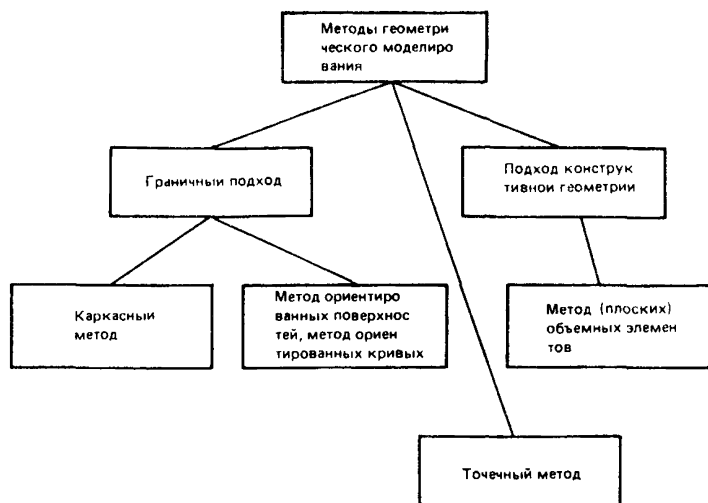 Методы геометри
ческого моделиро
вания
Граничный подход
Подход конструк
тивной геометрии
Каркасный
метод
Метод ориентиро
ванных поверхнос
тей, метод ориен
тированных кривых
Метод (плоских)
объемных элемен
тов
Точечный метод